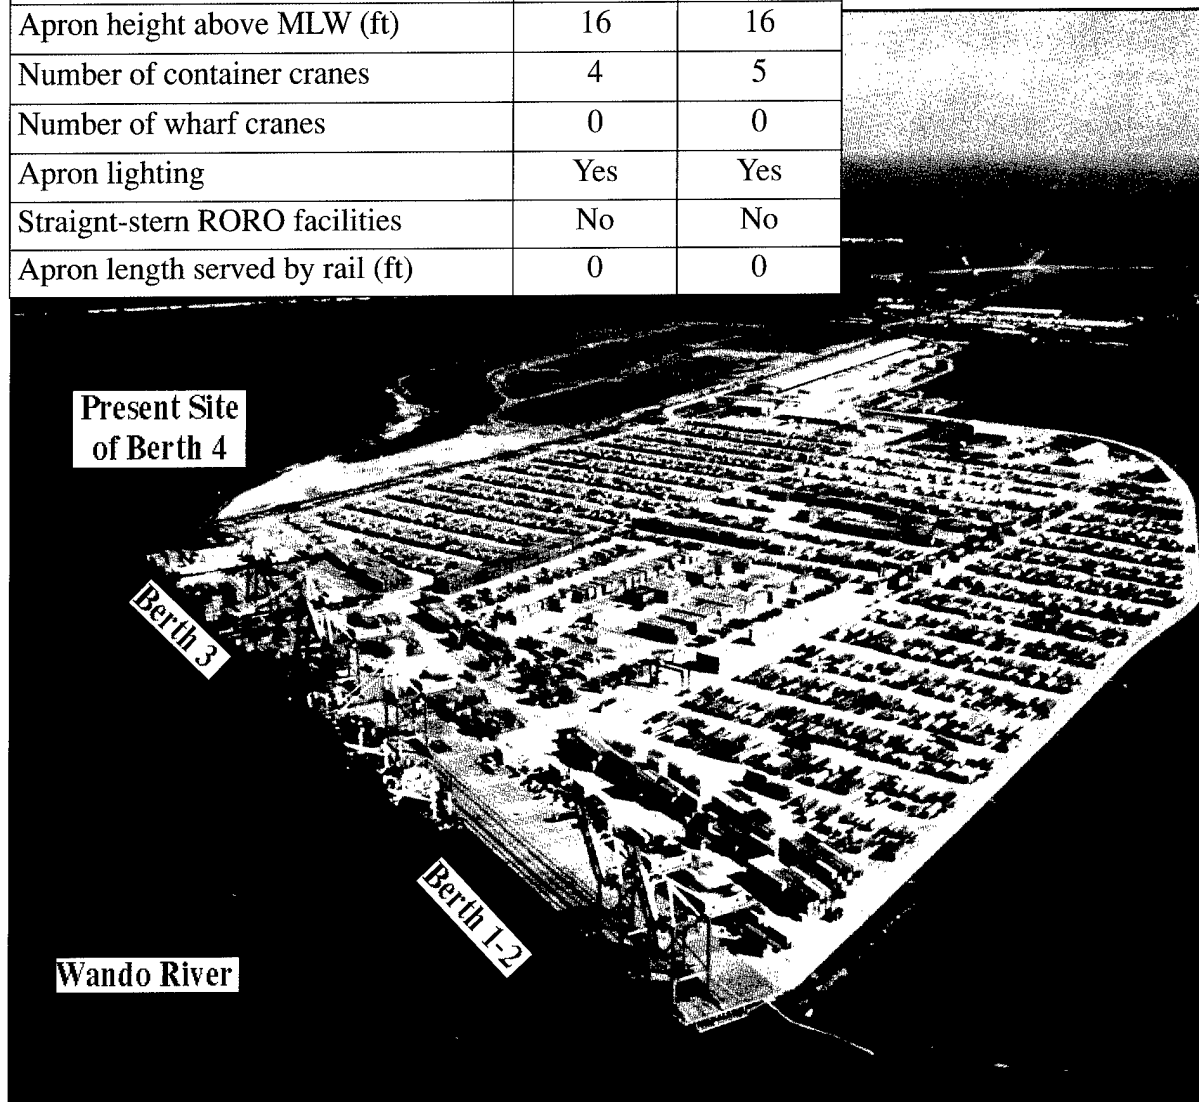 Apron height above MLW (ft) 16 16
Number of container cranes 4 5
Number of wharf cranes 0 0
Apron lighting Yes Yes
Straignt-stern RORO facilities No No
Apron length served by rail (ft) 0 0
Present Site
of Berth 4
Berth 3
Berth 1-2
Wando River